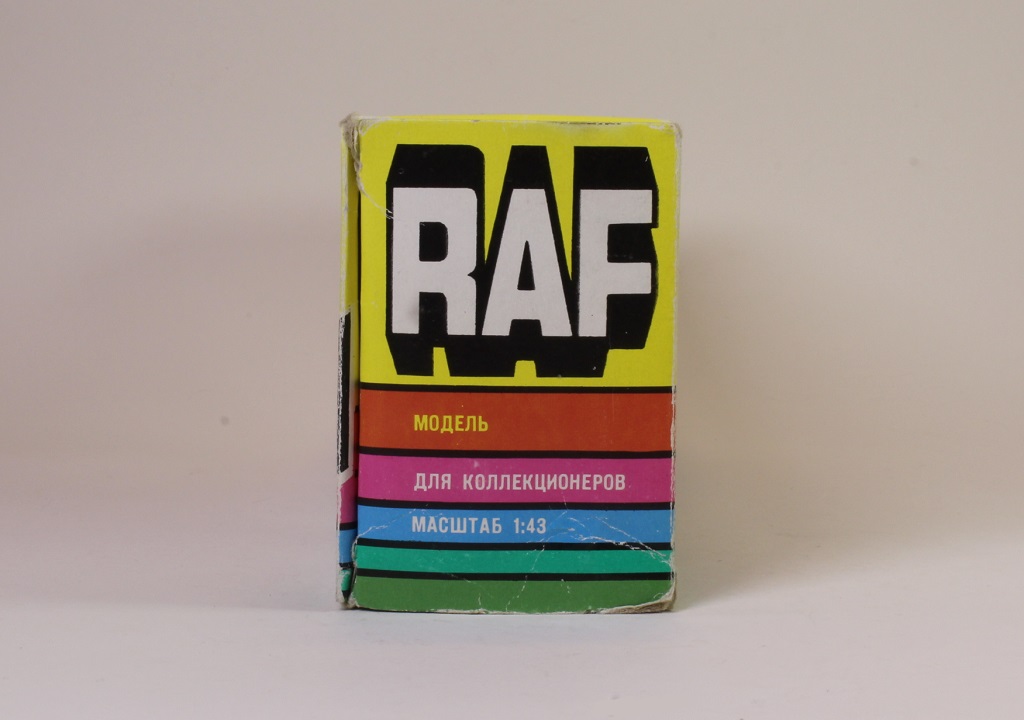 RAF
МОДЕЛЬ
ДЛЯ КОЛЛЕКЦИОНЕРОВ
МАСШТАБ 1:43